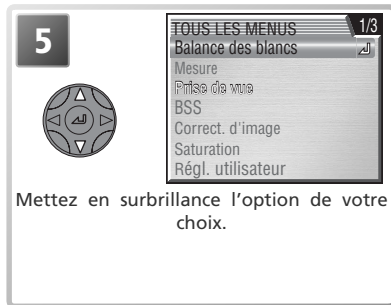 5
TOUS LES MENUS 1/3
Balance des blancs
Mesure
Prise de vue
BSS
Correct. d'image
Saturation
Régl. utilisateur
Mettez en surbrillance l'option de votre
choix.